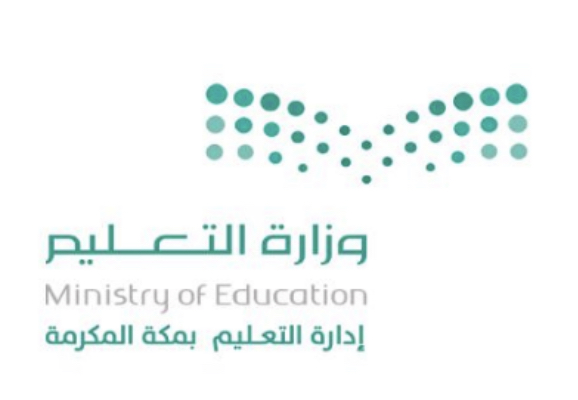 وزارة التعليم
Ministry of Education
إدارة التعليم بمكة المكرمة